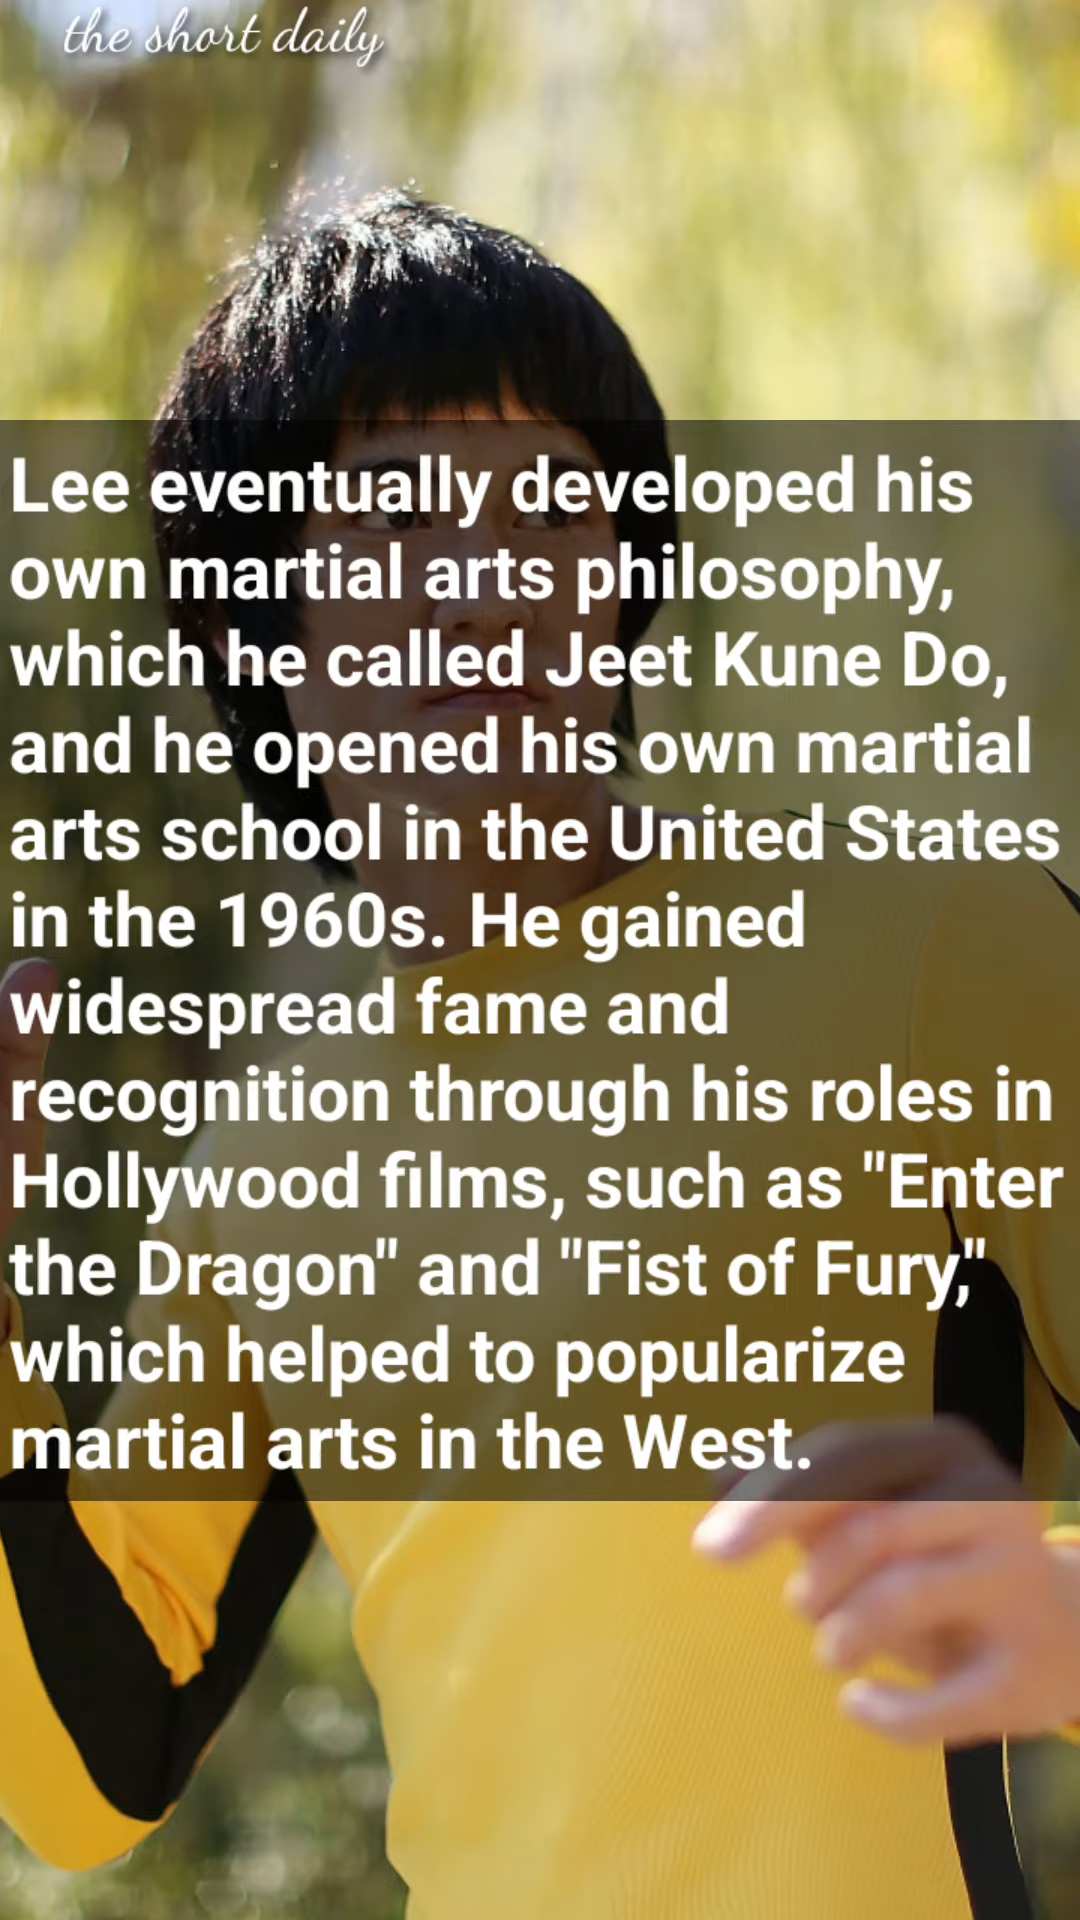 the short daily
Lee eventually developed his
own martial arts philosophy,
which he called Jeet Kune Do,
and he opened his own martial
arts school in the United States
in the 1960s. He gained
widespread fame and
recognition through his roles in
Hollywood films, such as "Enter
the Dragon" and "Fist of Fury,"
which helped to popularize
martial arts in the West.